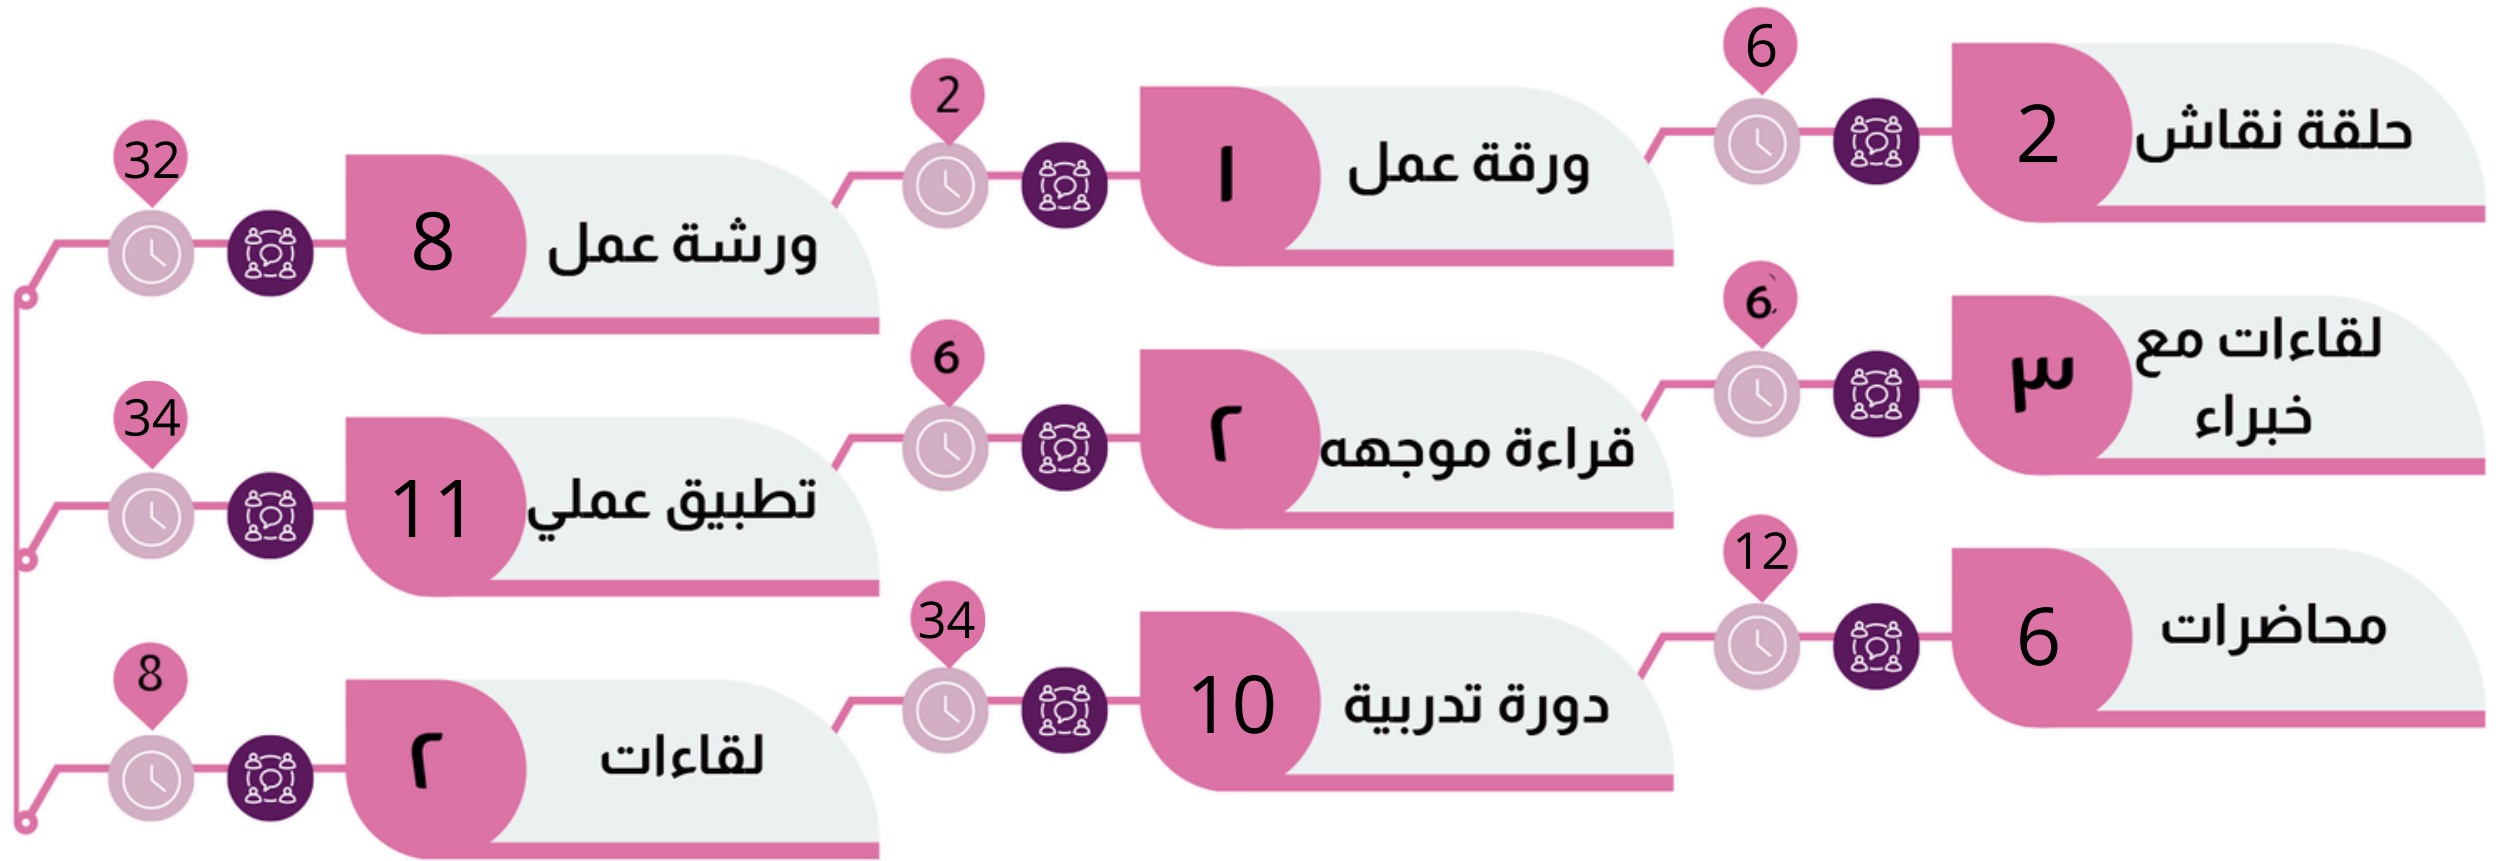 حلقة نقاش
2
6
ورقة عمل
١
2
ورشة عمل
8
32
لقاءات مع
خبراء
٣
6
قراءة موجهه
٢
6
تطبيق عملي
11
34
محاضرات
6
12
دورة تدربية
10
34
لقاءات
٢
8